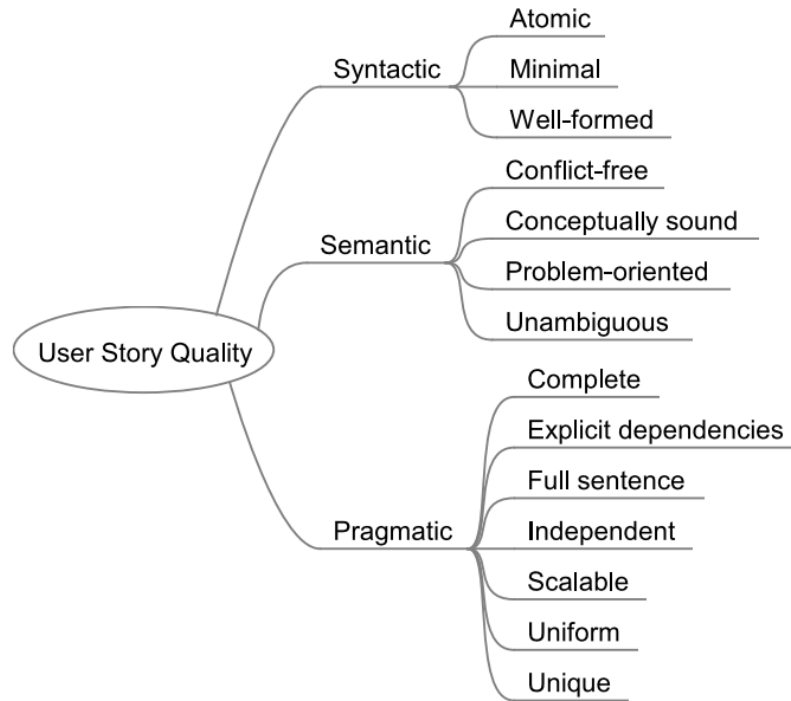 User Story Quality
Syntactic
Atomic
Minimal
Well-formed
Semantic
Conflict-free
Conceptually sound
Problem-oriented
Unambiguous
Pragmatic
Complete
Explicit dependencies
Full sentence
Independent
Scalable
Uniform
Unique